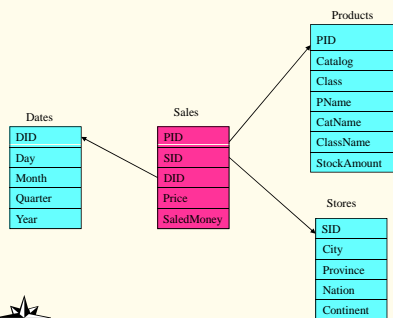 Products
PID
Catalog
Class
PName
CatName
ClassName
StockAmount
Dates
DID
Day
Month
Quarter
Year
Sales
PID
SID
DID
Price
SaledMoney
Stores
SID
City
Province
Nation
Continent